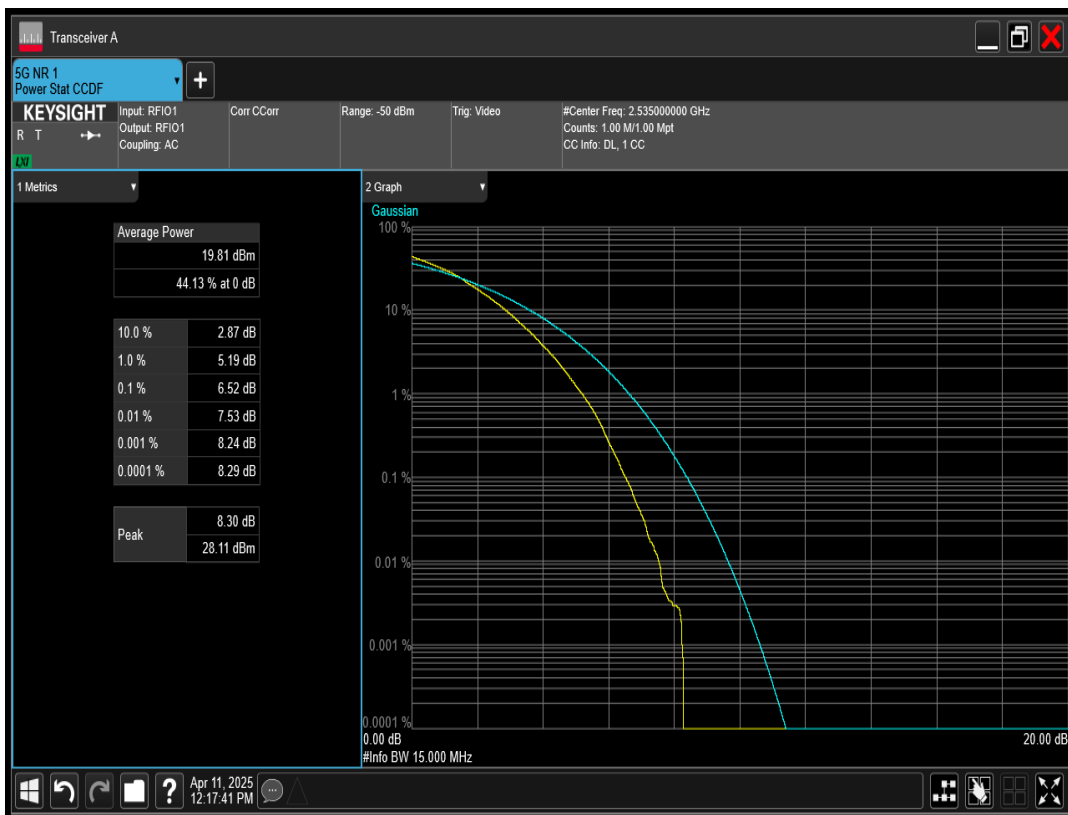 Transceiver A
5G NR 1
Power Stat CCDF
+
KEYSIGHT
R T
LXI
Input: RFIO1
Output: RFIO1
Coupling: AC
Corr CCorr
Range: -50 dBm
Trig: Video
#Center Freq: 2.535000000 GHz
Counts: 1.00 M/1.00 Mpt
CC Info: DL, 1 CC
1 Metrics
Average Power
19.81 dBm
44.13 % at 0 dB
10.0 % 2.87 dB
1.0 % 5.19 dB
0.1 % 6.52 dB
0.01 % 7.53 dB
0.001 % 8.24 dB
0.0001 % 8.29 dB
Peak
8.30 dB
28.11 dBm
2 Graph
Gaussian
100 %
10 %
1 %
0.1 %
0.01 %
0.001 %
0.0001 %
0.00 dB 20.00 dB
#Info BW 15.000 MHz
?
Apr 11, 2025
12:17:41 PM